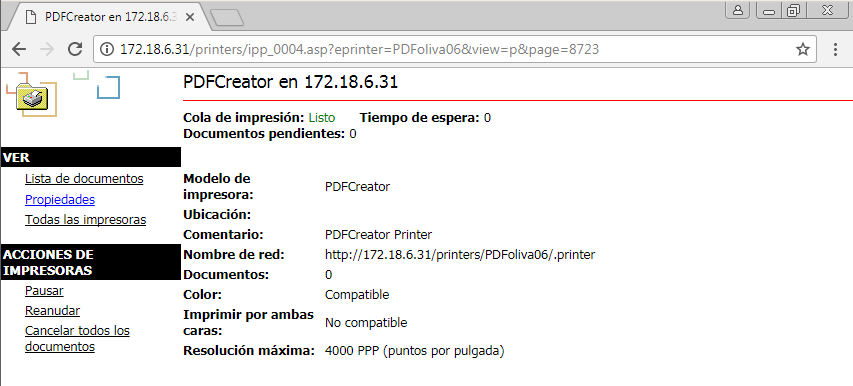 PDFCreator en 172.18.6.3
172.18.6.31/printers/ipp_0004.asp?eprinter=PDFoliva06&view=p&page=8723
PDFCreator en 172.18.6.31
Cola de impresión: Listo Tiempo de espera: 0
Documentos pendientes: 0
VER
Lista de documentos
Propiedades
Todas las impresoras
ACCIONES DE
IMPRESORAS
Pausar
Reanudar
Cancelar todos los
documentos
Modelo de
impresora: PDFCreator
Ubicación:
Comentario: PDFCreator Printer
Nombre de red: http://172.18.6.31/printers/PDFoliva06/.printer
Documentos: 0
Color: Compatible
Imprimir por ambas
caras: No compatible
Resolución máxima: 4000 PPP (puntos por pulgada)